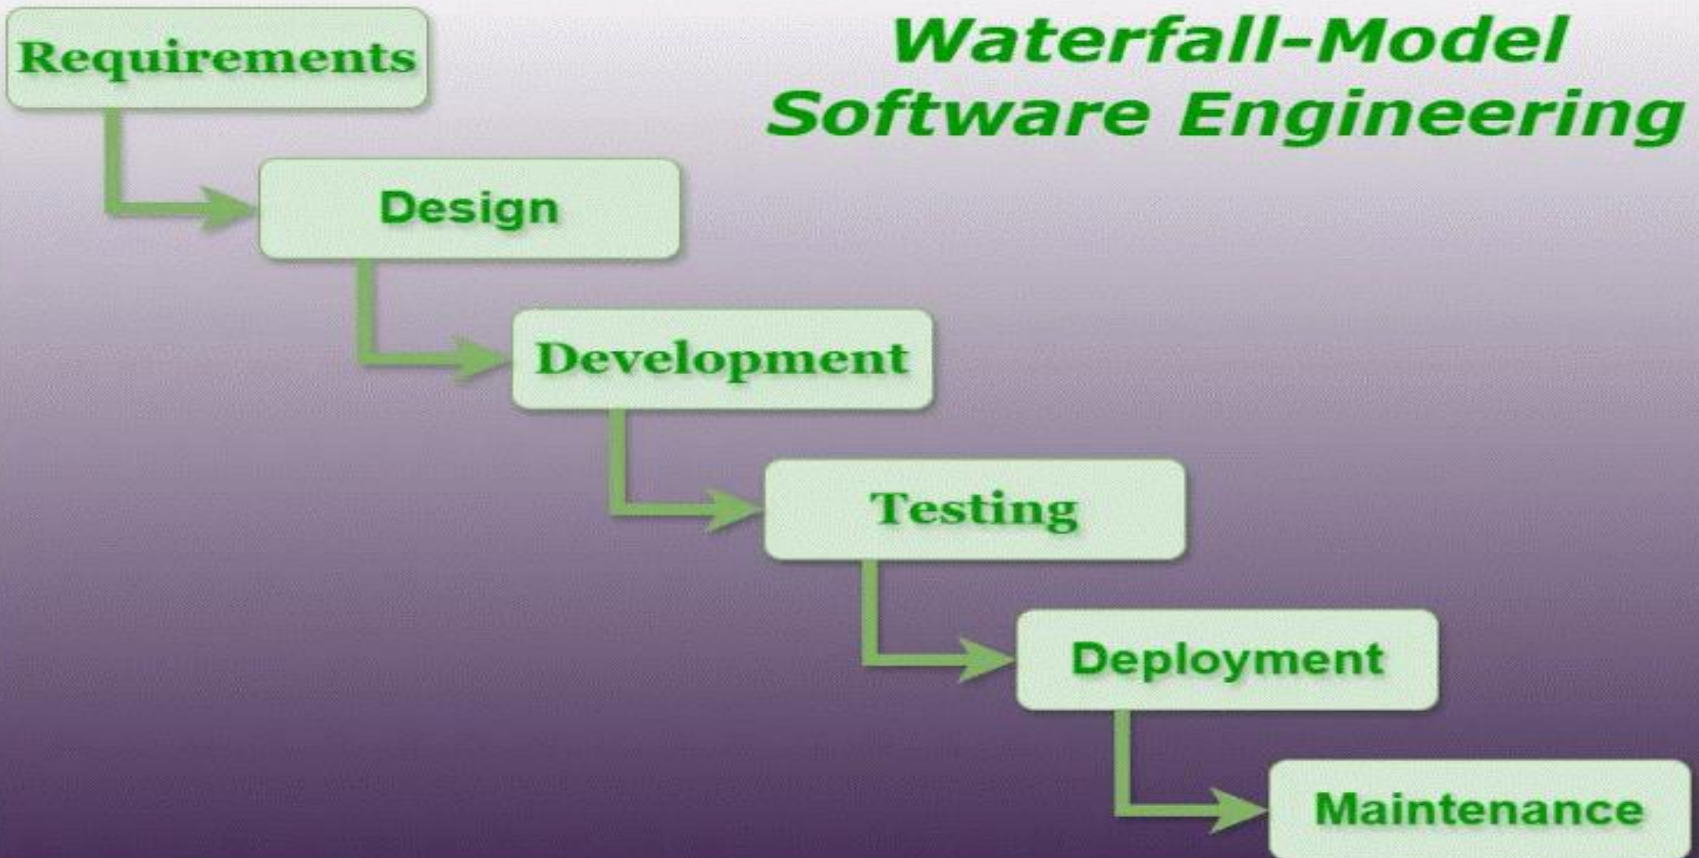 Waterfall-Model
Software Engineering
Requirements
Design
Development
Testing
Deployment
Maintenance